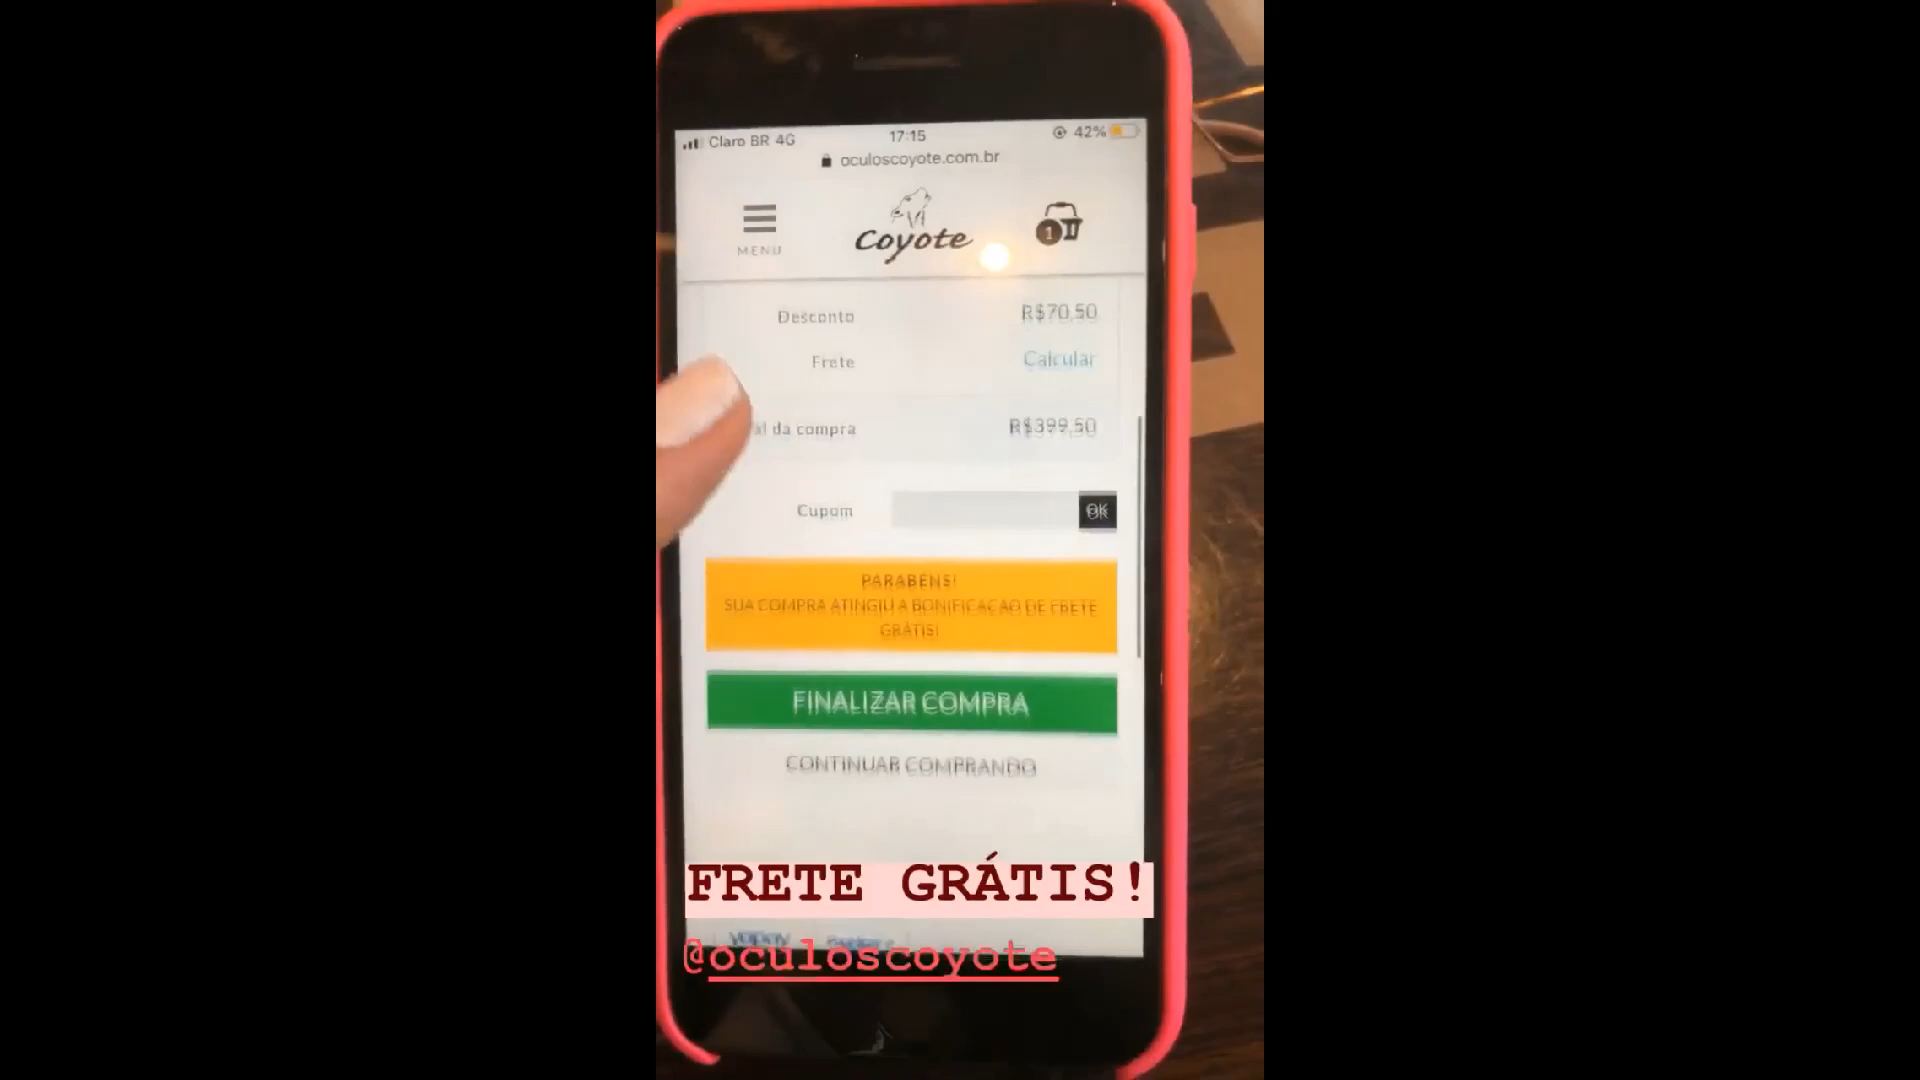 Claro BR 4G 17:15 42%
oculoscoyote.com.br
MENU Coyote 1
Desconto R$70,50
Frete Calcular
al da compra R$399,50
Cupom OK
PARABÉNS!
SUA COMPRA ATINGIU A BONIFICAÇÃO DE FRETE
GRÁTIS!
FINALIZAR COMPRA
CONTINUAR COMPRANDO
FRETE GRÁTIS!
@oculoscoyote